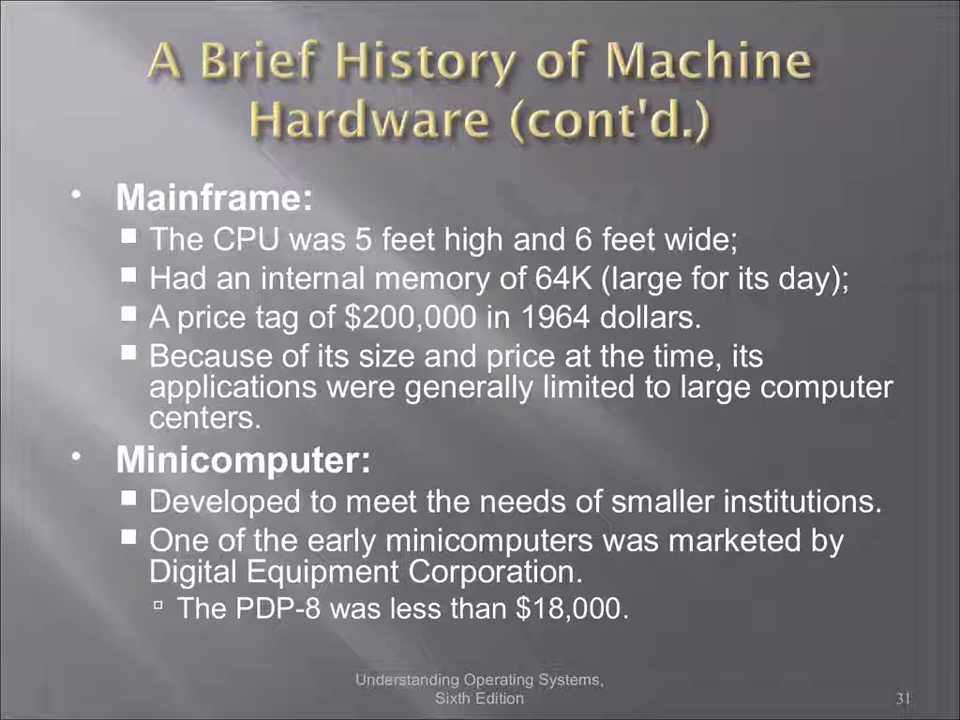 A Brief History of Machine
Hardware (cont'd.)
• Mainframe:
■ The CPU was 5 feet high and 6 feet wide;
■ Had an internal memory of 64K (large for its day);
■ A price tag of $200,000 in 1964 dollars.
■ Because of its size and price at the time, its
applications were generally limited to large computer
centers.
• Minicomputer:
■ Developed to meet the needs of smaller institutions.
■ One of the early minicomputers was marketed by
Digital Equipment Corporation.
▫ The PDP-8 was less than $18,000.
Understanding Operating Systems,
Sixth Edition
31